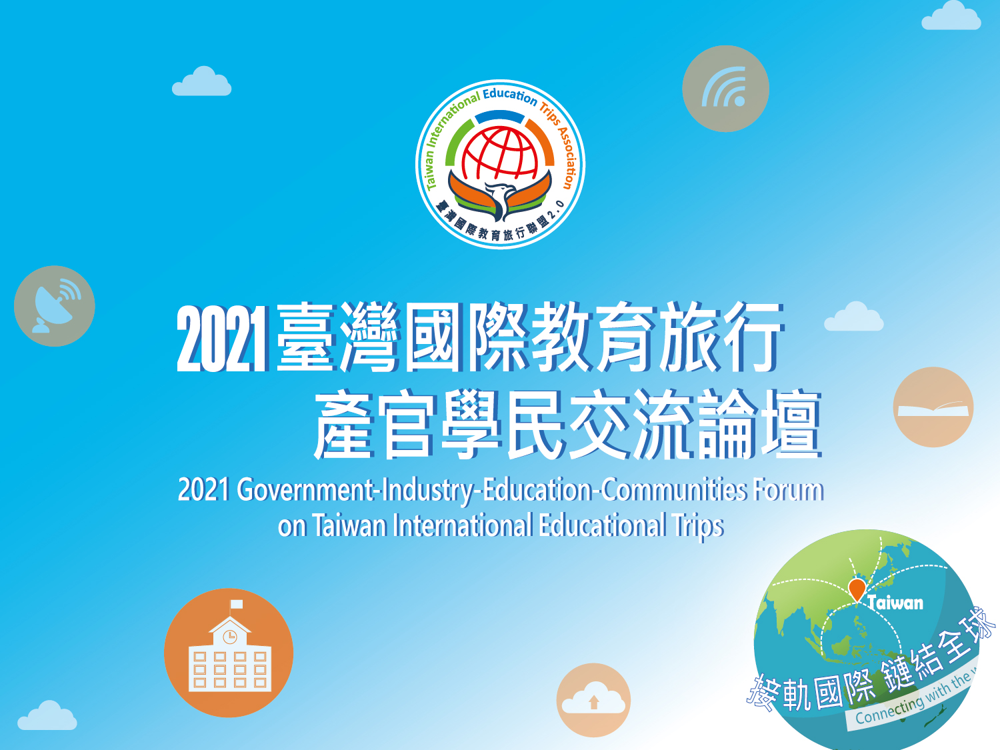 Taiwan International Education Trips Association
臺灣國際教育旅行聯盟2.0
2021臺灣國際教育旅行
產官學民交流論壇
2021 Government-Industry-Education-Communities Forum
on Taiwan International Educational Trips
Taiwan
接軌國際 鏈結全球
Connecting with the